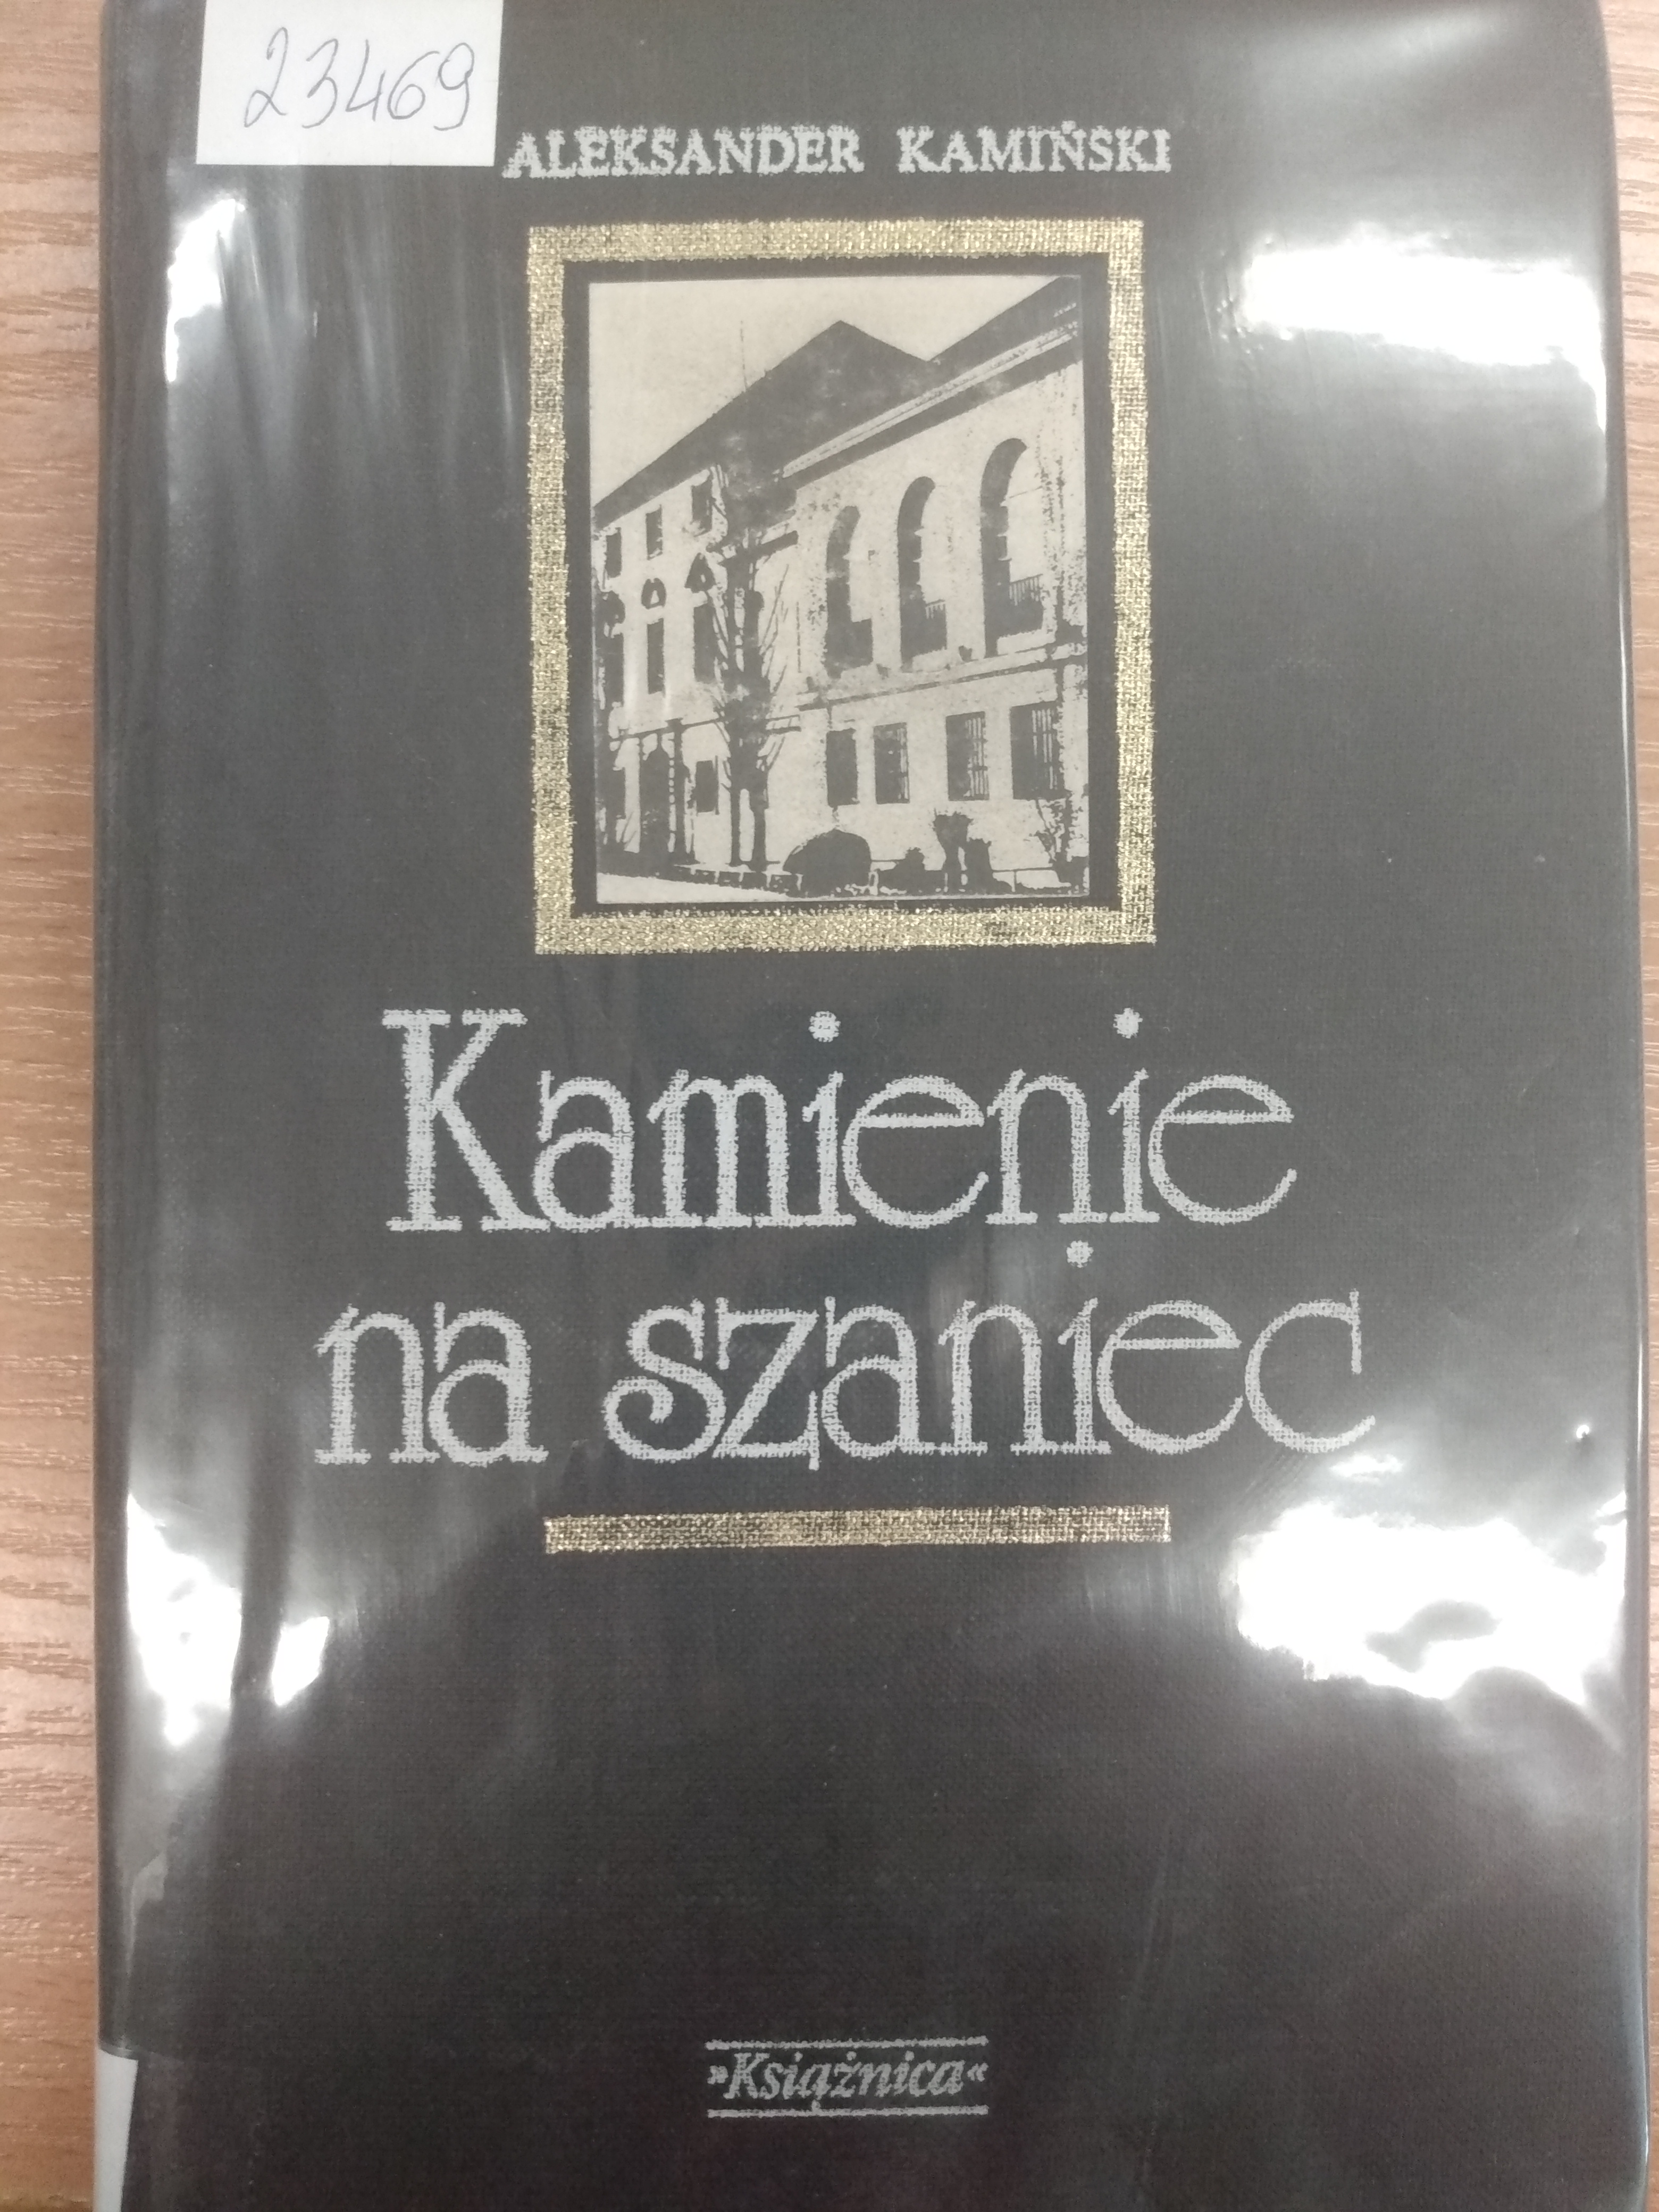 23469
ALEKSANDER KAMIŃSKI
Kamienie
na szaniec
»Książnica«